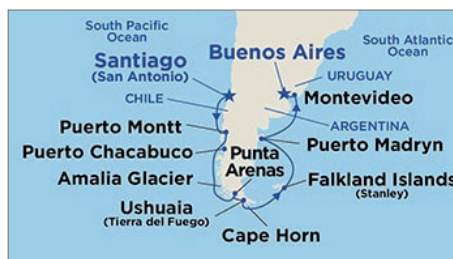 South Pacific
Ocean
Santiago
(San Antonio)
Buenos Aires
South Atlantic
Ocean
URUGUAY
Montevideo
CHILE
ARGENTINA
Puerto Montt
Puerto Madryn
Puerto Chacabuco
Punta
Arenas
Amalia Glacier
Falkland Islands
(Stanley)
Ushuaia
(Tierra del Fuego)
Cape Horn